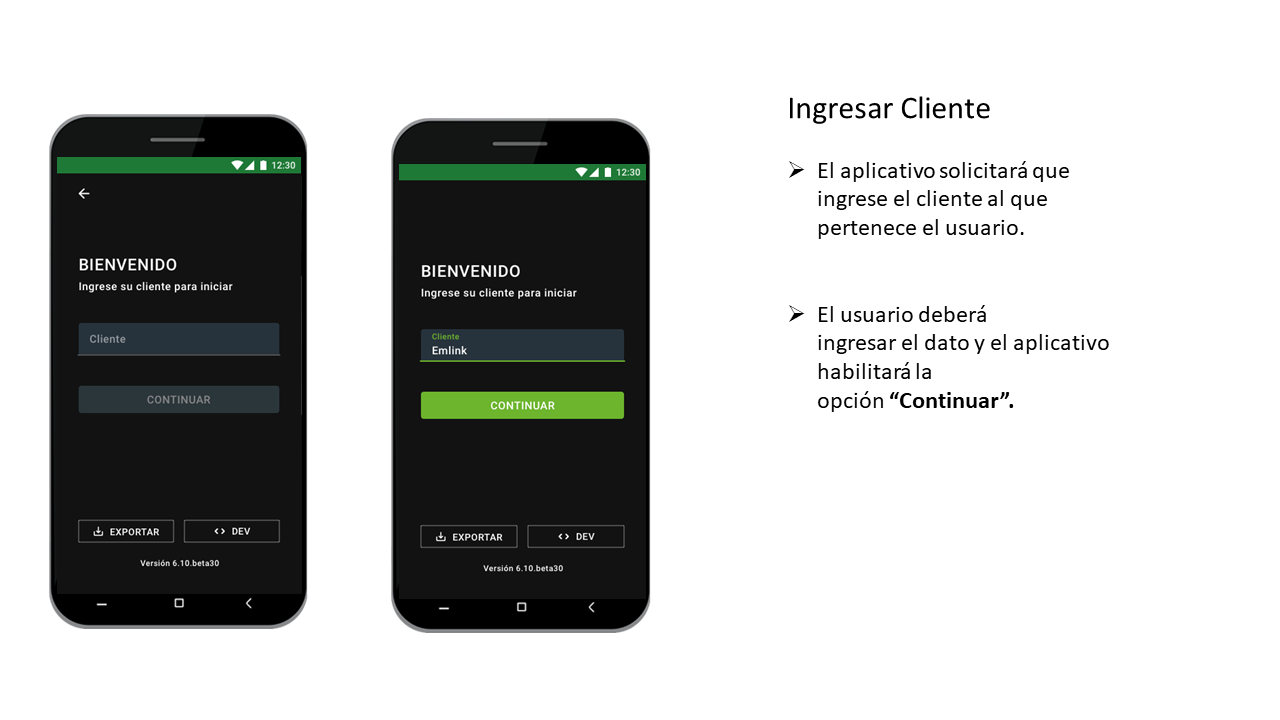 12:30
BIENVENIDO
Ingrese su cliente para iniciar
Cliente
CONTINUAR
EXPORTAR
DEV
Versión 6.10.beta30
12:30
BIENVENIDO
Ingrese su cliente para iniciar
Cliente
Emlink
CONTINUAR
EXPORTAR
DEV
Versión 6.10.beta30
Ingresar Cliente
El aplicativo solicitará que
ingrese el cliente al que
pertenece el usuario.
El usuario deberá
ingresar el dato y el aplicativo
habilitará la
opción “Continuar”.